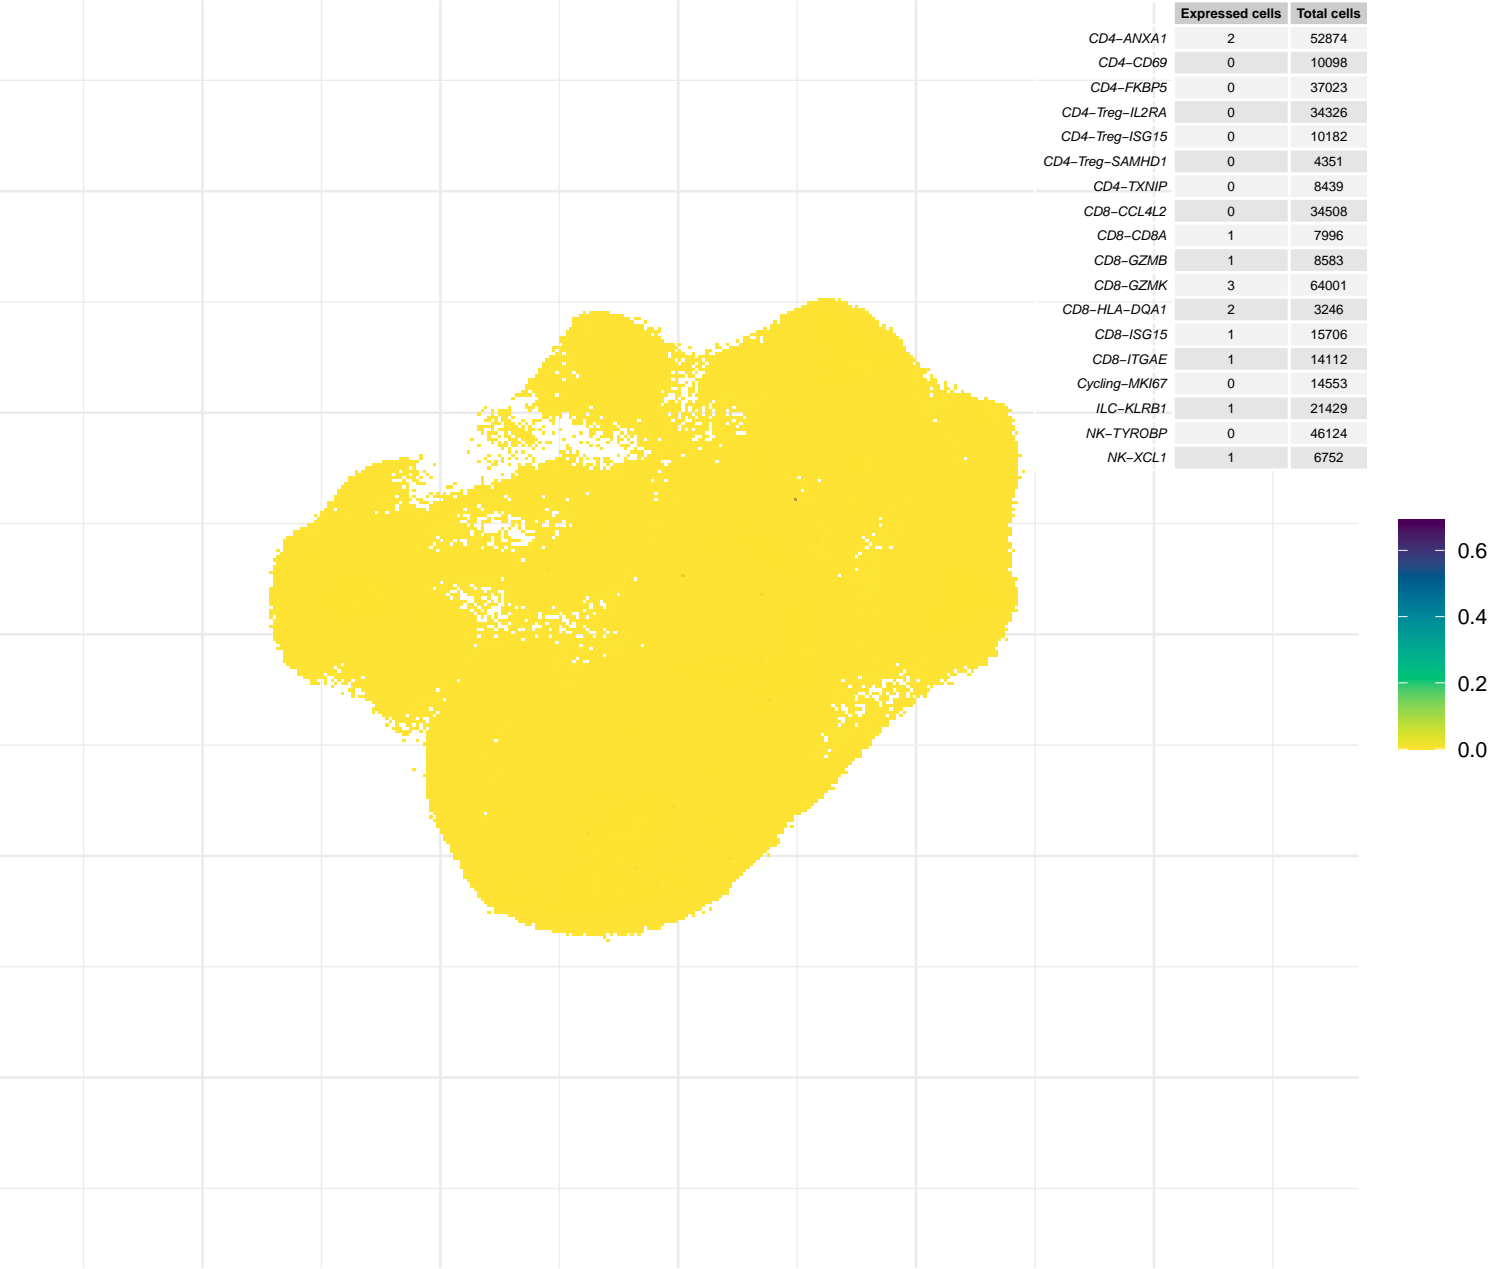 Expressed cells Total cells
CD4−ANXA1 2 52874
CD4−CD69 0 10098
CD4−FKBP5 0 37023
CD4−Treg−IL2RA 0 34326
CD4−Treg−ISG15 0 10182
CD4−Treg−SAMHD1 0 4351
CD4−TXNIP 0 8439
CD8−CCL4L2 0 34508
CD8−CD8A 1 7996
CD8−GZMB 1 8583
CD8−GZMK 3 64001
CD8−HLA−DQA1 2 3246
CD8−ISG15 1 15706
CD8−ITGAE 1 14112
Cycling−MKI67 0 14553
ILC−KLRB1 1 21429
NK−TYROBP 0 46124
NK−XCL1 1 6752
0.6
0.4
0.2
0.0